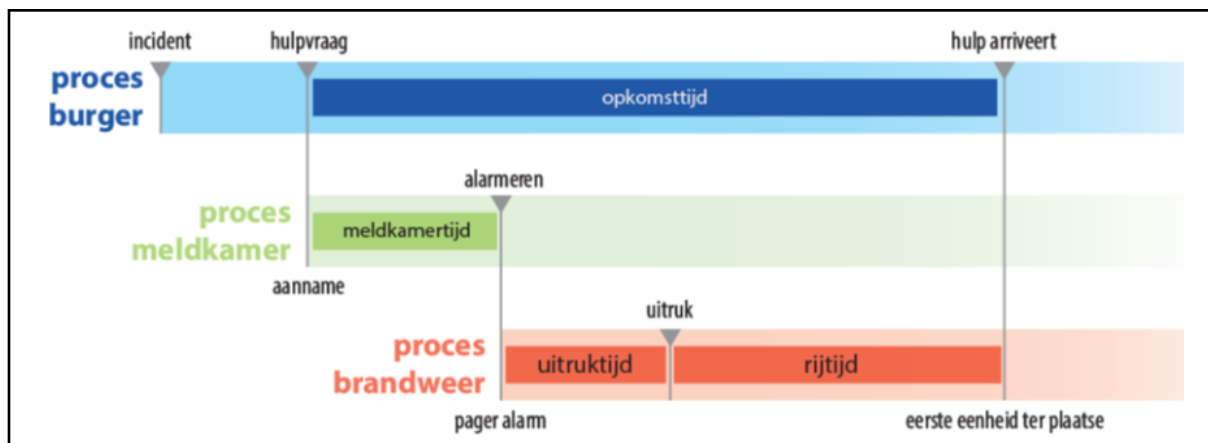 incident
hulpvraag
hulp arriveert
proces
burger
opkomsttijd
alarmeren
proces
meldkamer
meldkamertijd
aanname
uitruk
proces
brandweer
uitruktijd
rijtijd
pager alarm
eerste eenheid ter plaatse